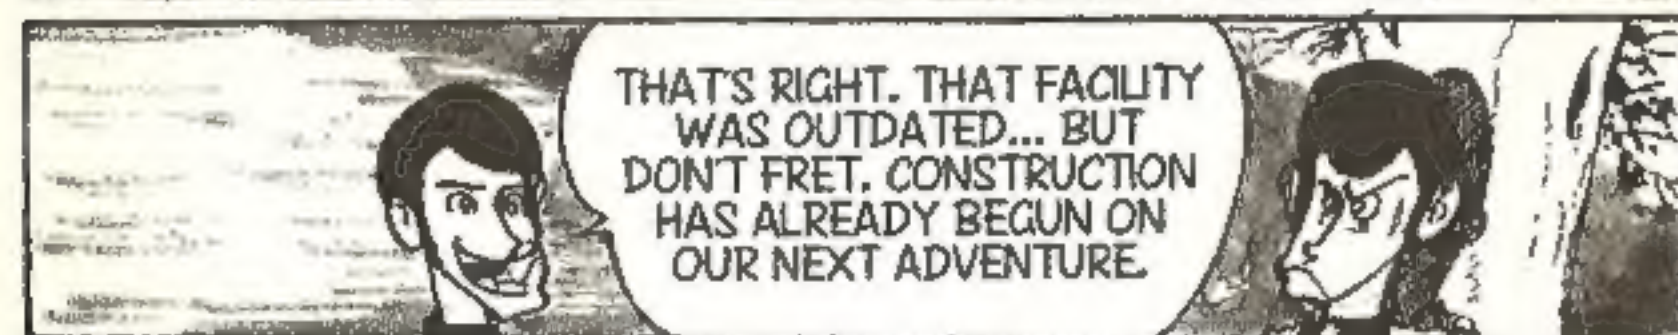 THAT'S RIGHT. THAT FACILITY
WAS OUTDATED... BUT
DON'T FRET. CONSTRUCTION
HAS ALREADY BEGUN ON
OUR NEXT ADVENTURE.